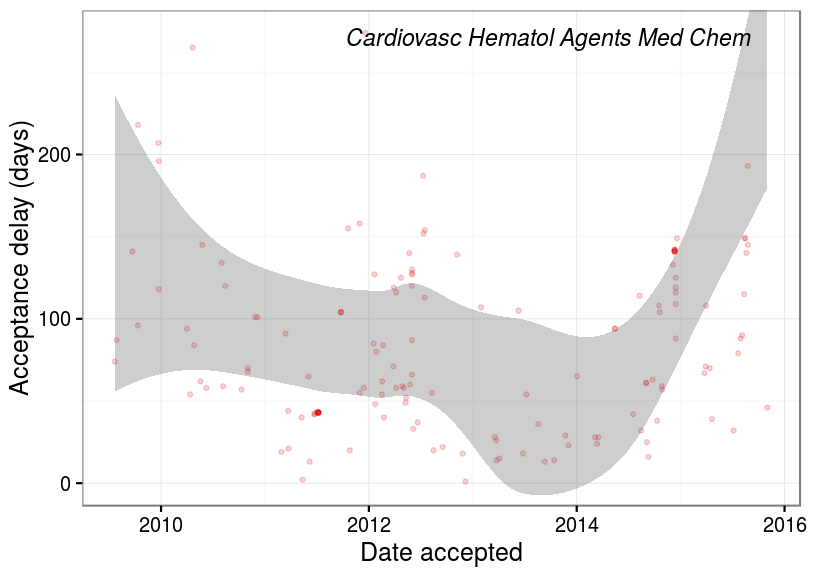 Cardiovasc Hematol Agents Med Chem
Acceptance delay (days)
200
100
0
2010
2012
2014
2016
Date accepted